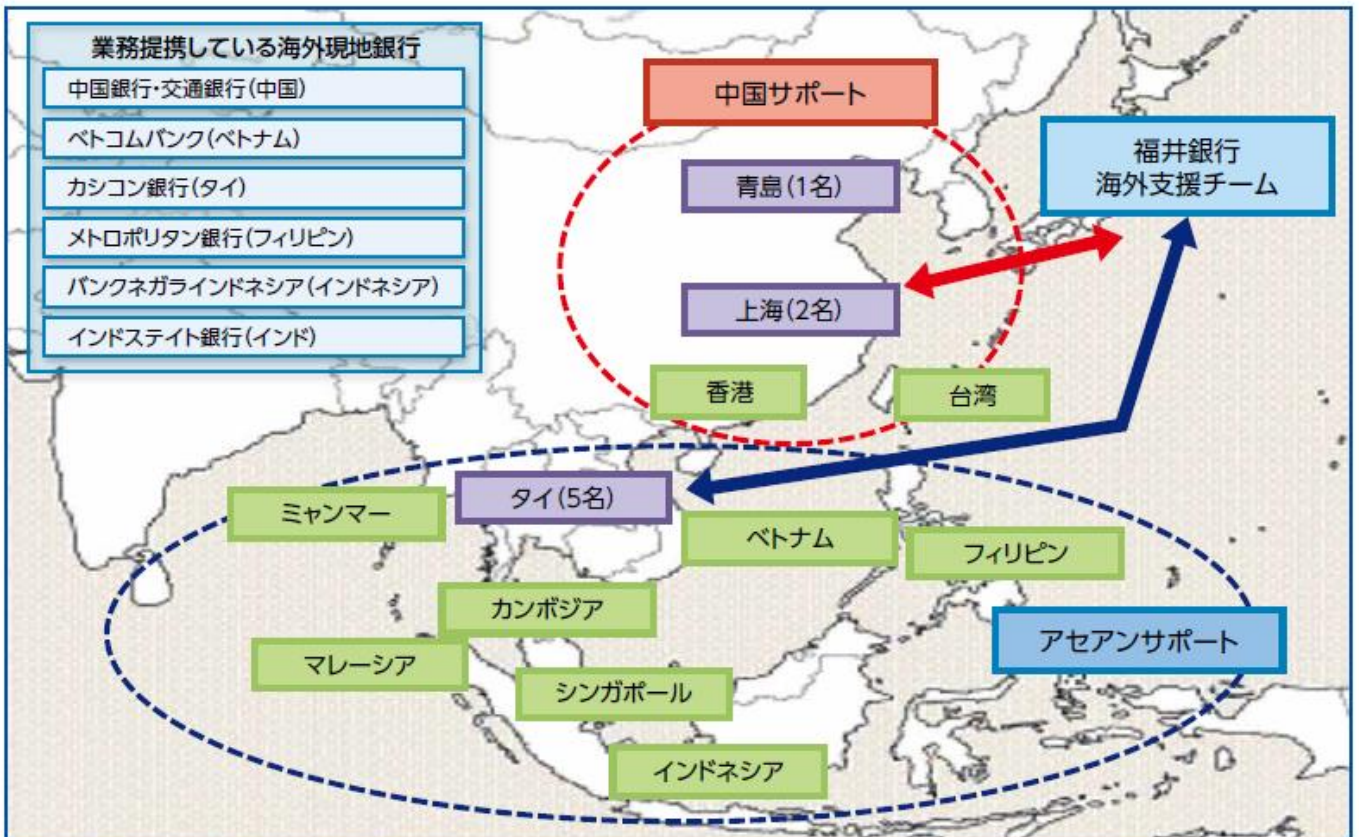 業務提携している海外現地銀行
中国銀行・交通銀行(中国)
ベトコムバンク(ベトナム)
カシコン銀行(タイ)
メトロポリタン銀行(フィリピン)
バンクネガラインドネシア(インドネシア)
インドステイト銀行(インド)
中国サポート
福井銀行
海外支援チーム
青島(1名)
上海(2名)
香港
台湾
タイ(5名)
ミャンマー
ベトナム
フィリピン
カンボジア
アセアンサポート
マレーシア
シンガポール
インドネシア